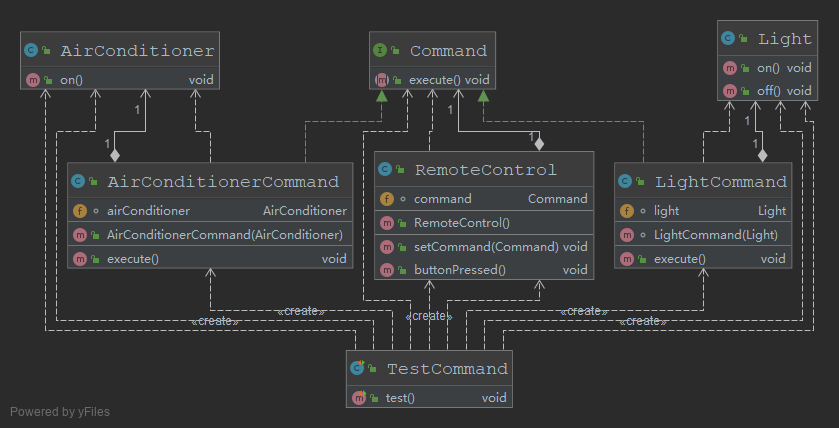 AirConditioner
on() void
Command
execute() void
Light
on() void
off() void
1
1
1
1
1
1
AirConditionerCommand
airConditioner AirConditioner
AirConditionerCommand(AirConditioner)
execute() void
RemoteControl
command Command
RemoteControl()
setCommand(Command) void
buttonPressed() void
LightCommand
light Light
LightCommand(Light)
execute() void
«create»
«create»
«create»
«create»
«create»
TestCommand
test() void
Powered by yFiles